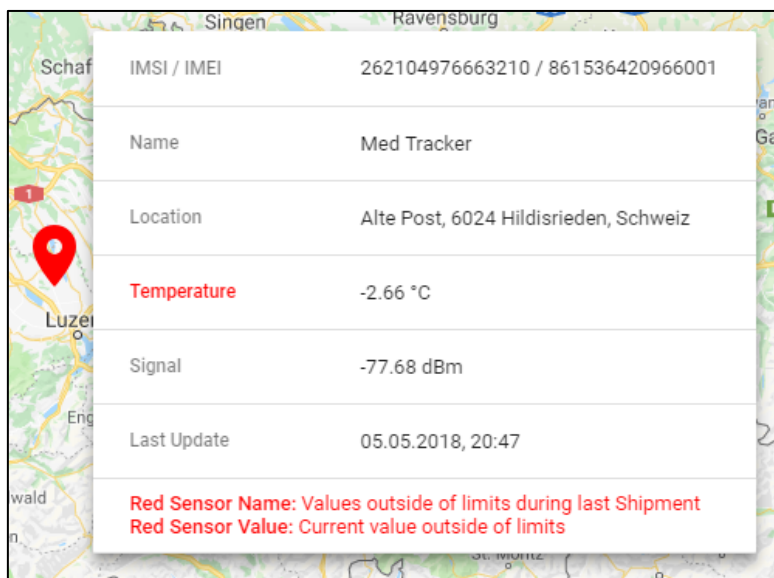 Singen
Ravensburg
Schaf
IMSI / IMEI 262104976663210 / 861536420966001
Name Med Tracker
1
Location Alte Post, 6024 Hildisrieden, Schweiz
Temperature -2.66 °C
Luzer
Signal -77.68 dBm
Eng
Last Update 05.05.2018, 20:47
wald
Red Sensor Name: Values outside of limits during last Shipment
Red Sensor Value: Current value outside of limits
St. Moritz